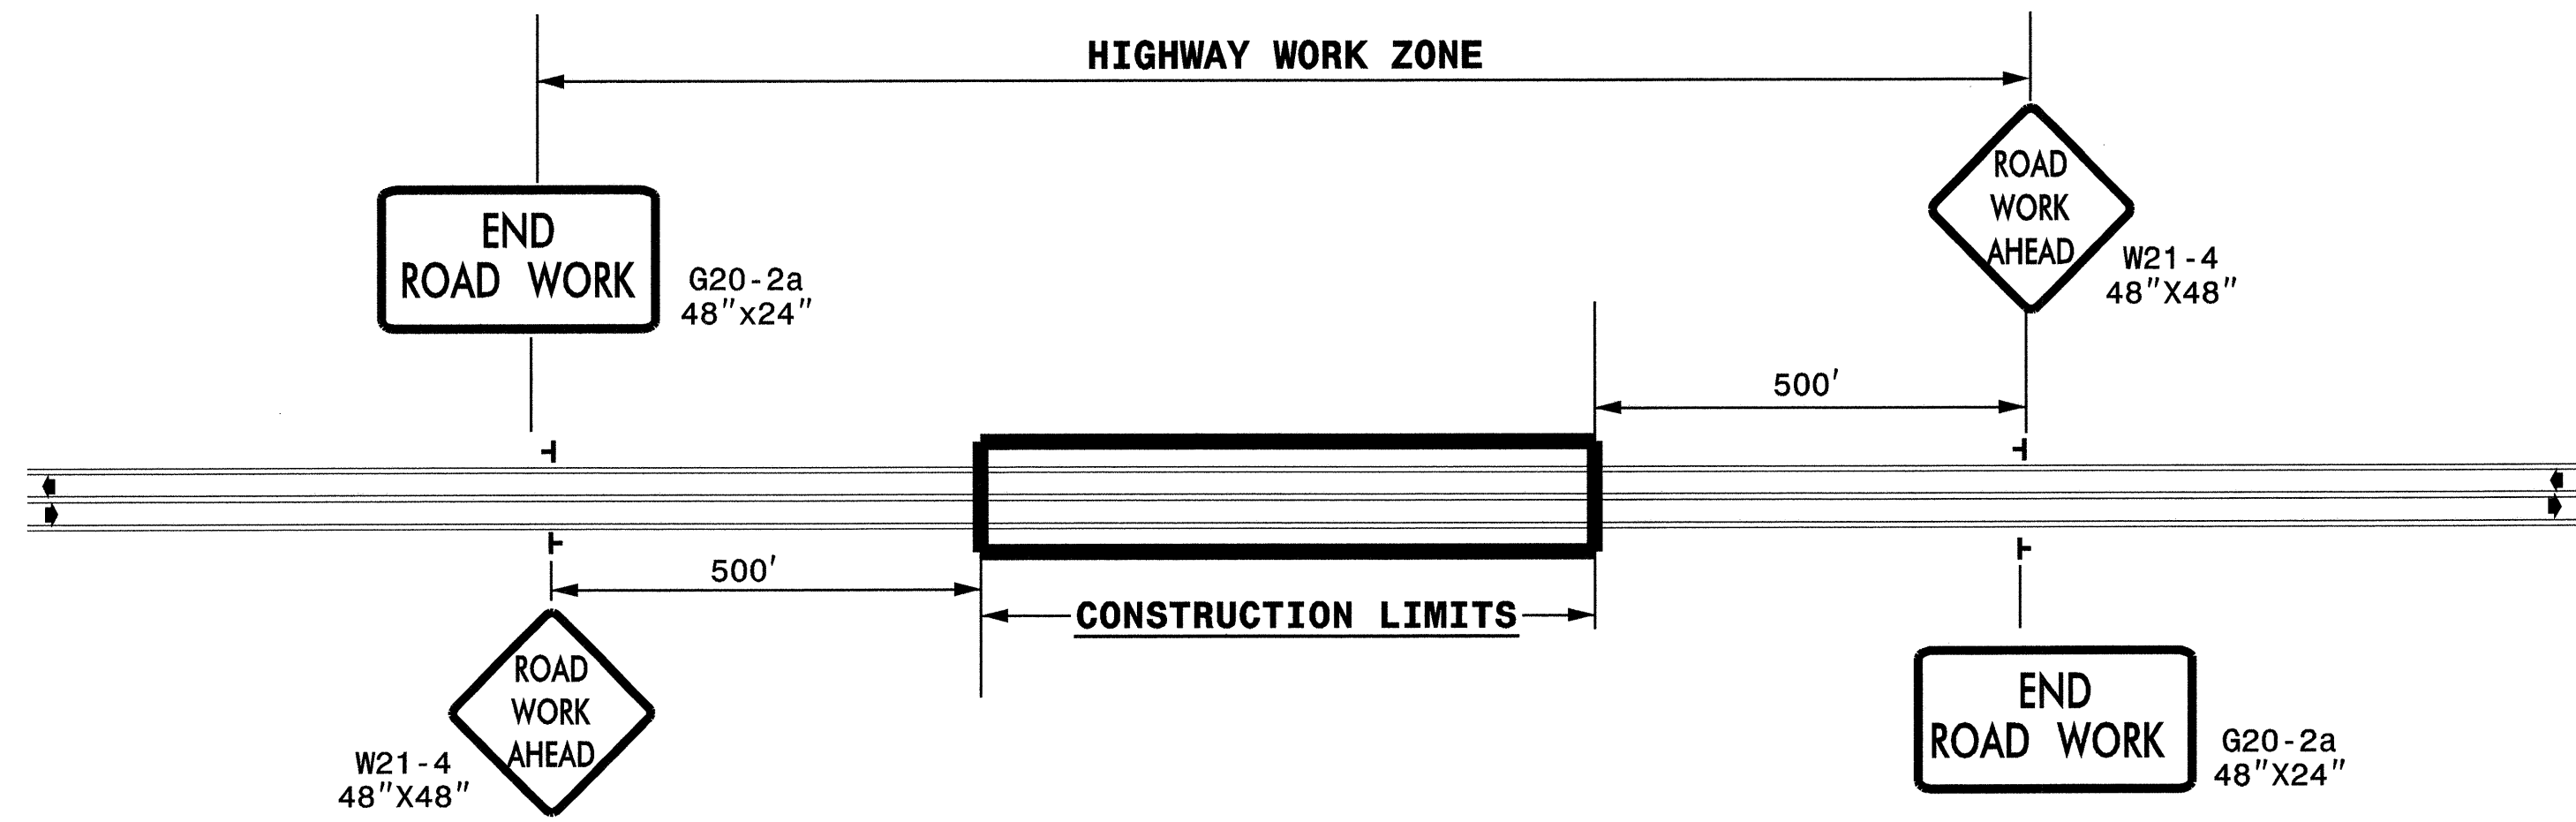 HIGHWAY WORK ZONE
END
ROAD WORK
G20-2a
48"x24"
ROAD
WORK
AHEAD
W21-4
48"X48"
500'
500'
CONSTRUCTION LIMITS
ROAD
WORK
AHEAD
W21-4
48"X48"
END
ROAD WORK
G20-2a
48"X24"